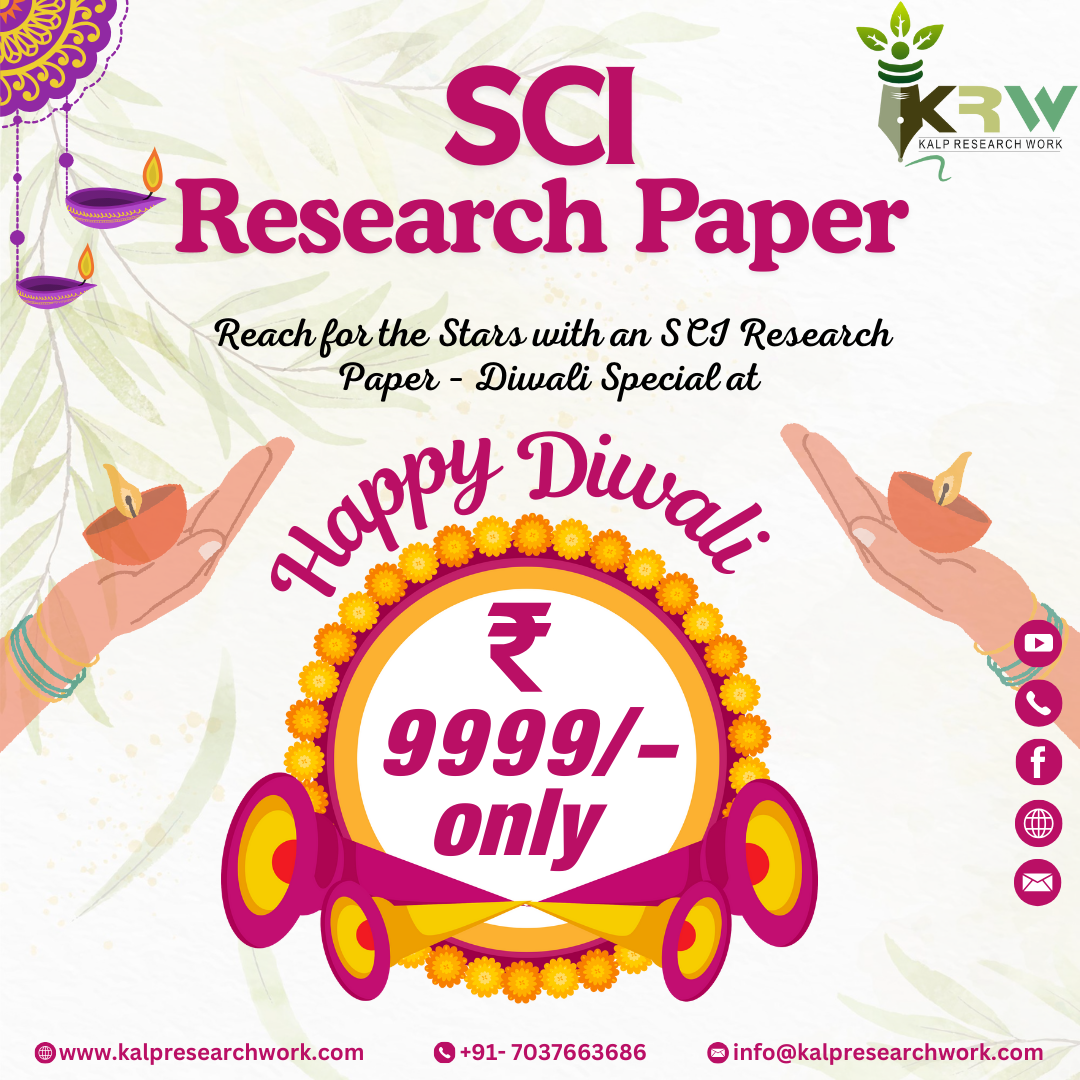 KRW
KALP RESEARCH WORK
SCI
Research Paper
Reach for the Stars with an SCI Research
Paper - Diwali Special at
Happy Diwali
₹
9999/-
only
www.kalpresearchwork.com
+91- 7037663686
info@kalpresearchwork.com